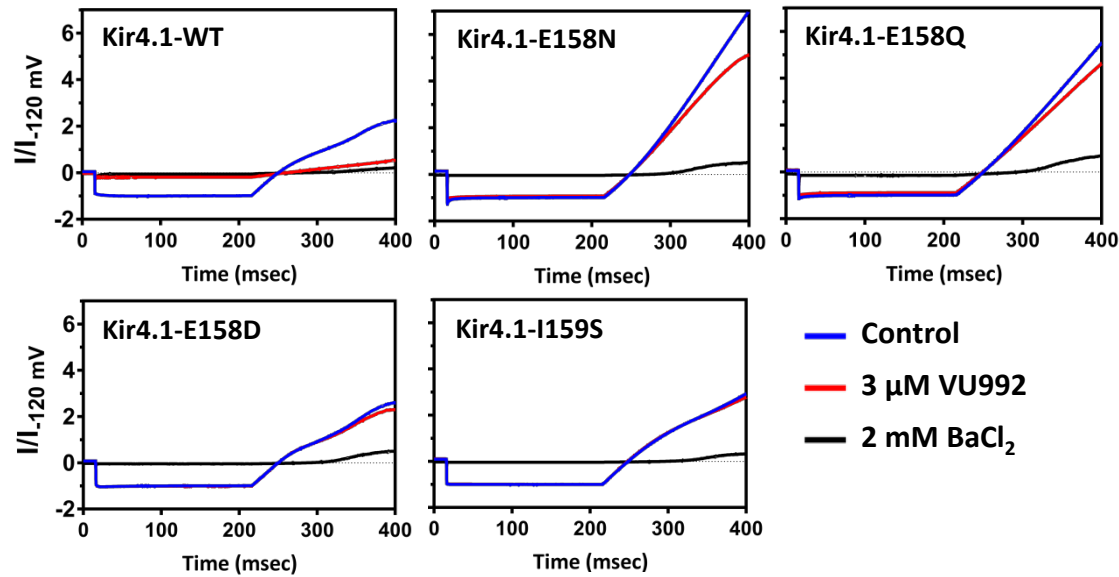 Kir4.1-WT
Kir4.1-E158N
Kir4.1-E158Q
I/I-120 mV
6
4
2
0
-2
0 100 200 300 400
0 100 200 300 400
0 100 200 300 400
Time (msec)
Time (msec)
Time (msec)
Kir4.1-E158D
Kir4.1-I159S
I/I-120 mV
6
4
2
0
-2
0 100 200 300 400
0 100 200 300 400
Time (msec)
Time (msec)
Control
3 µM VU992
2 mM BaCl₂